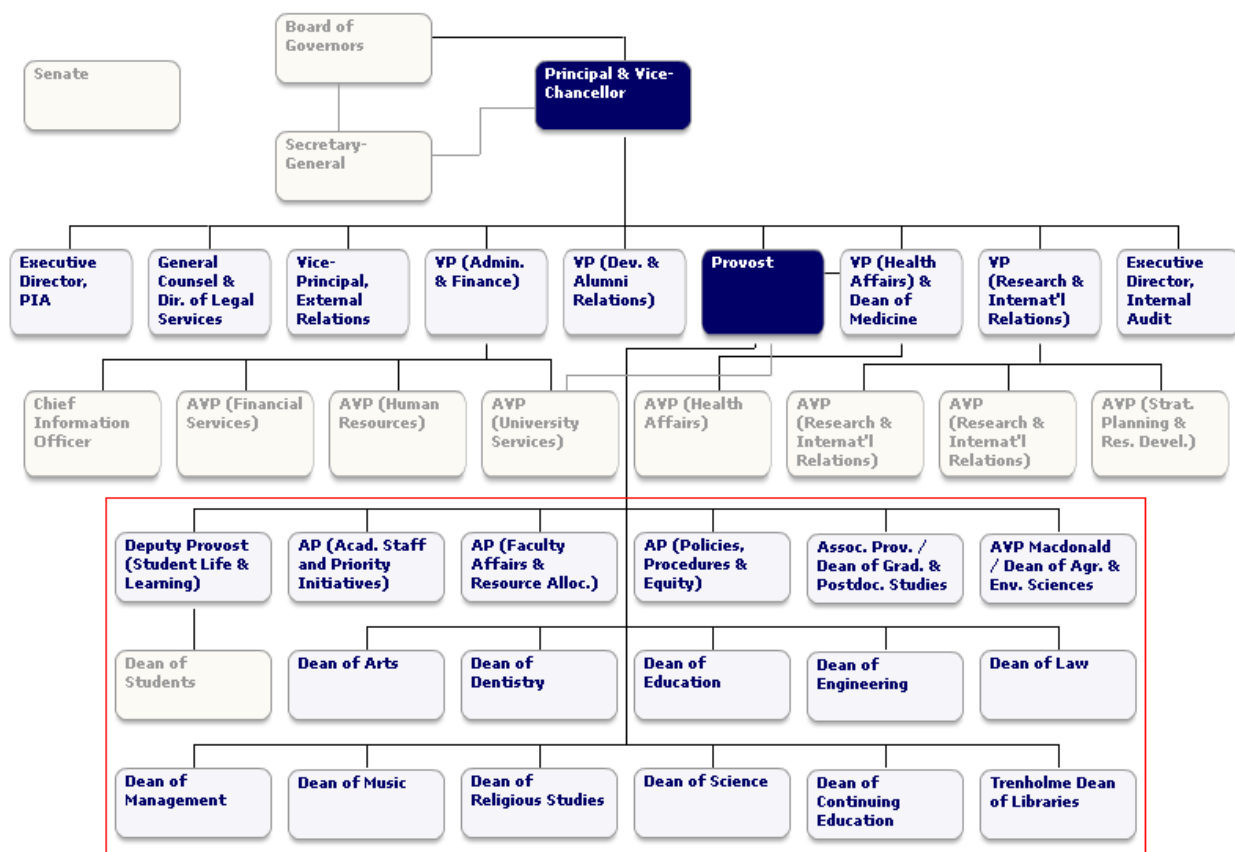 Board of
Governors
Senate
Principal & Vice-
Chancellor
Secretary-
General
Executive
Director,
PIA
General
Counsel &
Dir. of Legal
Services
Vice-
Principal,
External
Relations
VP (Admin.
& Finance)
VP (Dev. &
Alumni
Relations)
Provost
VP (Health
Affairs) &
Dean of
Medicine
VP
(Research &
Internat'l
Relations)
Executive
Director,
Internal
Audit
Chief
Information
Officer
AVP (Financial
Services)
AVP (Human
Resources)
AVP
(University
Services)
AVP (Health
Affairs)
AVP
(Research &
Internat'l
Relations)
AVP
(Research &
Internat'l
Relations)
AVP (Strat.
Planning &
Res. Devel.)
Deputy Provost
(Student Life &
Learning)
AP (Acad. Staff
and Priority
Initiatives)
AP (Faculty
Affairs &
Resource Alloc.)
AP (Policies,
Procedures &
Equity)
Assoc. Prov. /
Dean of Grad. &
Postdoc. Studies
AVP Macdonald
/ Dean of Agr. &
Env. Sciences
Dean of
Students
Dean of Arts
Dean of
Dentistry
Dean of
Education
Dean of
Engineering
Dean of Law
Dean of
Management
Dean of Music
Dean of
Religious Studies
Dean of Science
Dean of
Continuing
Education
Trenholme Dean
of Libraries